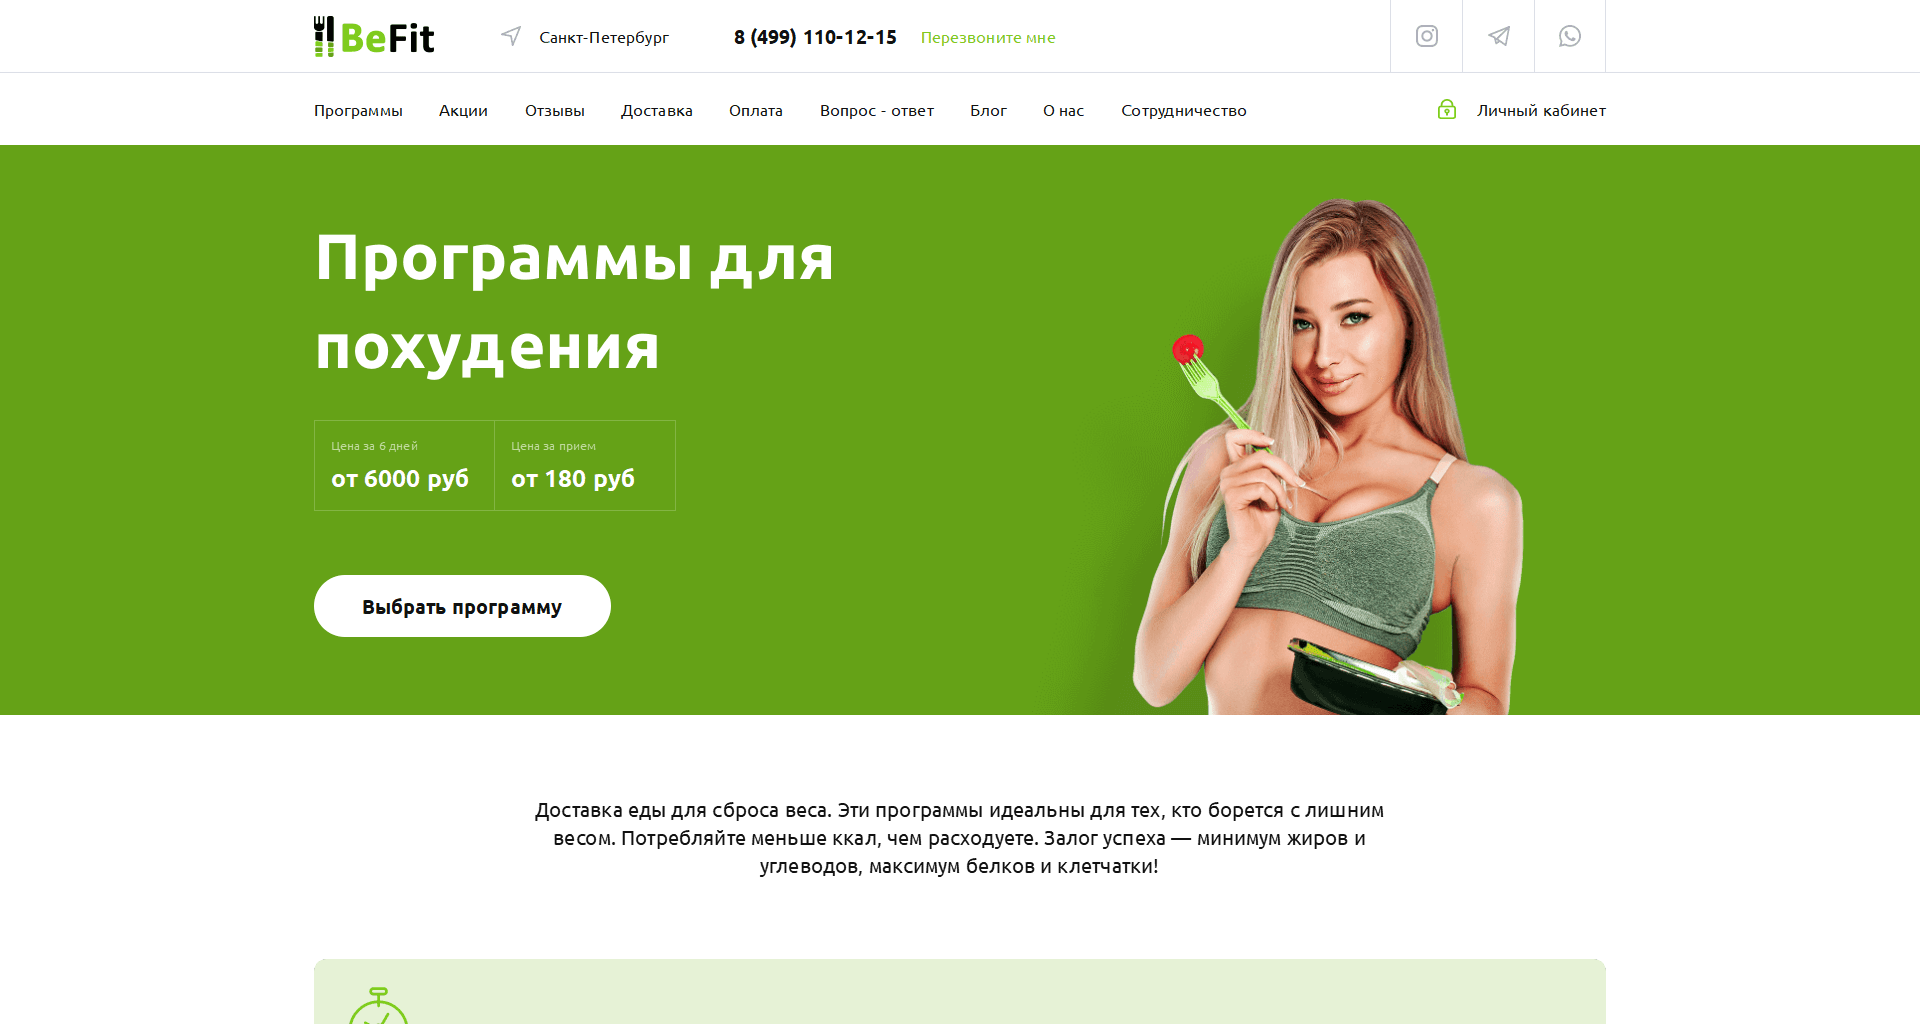 BeFit
Санкт-Петербург
8 (499) 110-12-15
Перезвоните мне
Программы
Акции
Отзывы
Доставка
Оплата
Вопрос - ответ
Блог
О нас
Сотрудничество
Личный кабинет
Программы для
похудения
Цена за 6 дней
от 6000 руб
Цена за прием
от 180 руб
Выбрать программу
Доставка еды для сброса веса. Эти программы идеальны для тех, кто борется с лишним
весом. Потребляйте меньше ккал, чем расходуете. Залог успеха — минимум жиров и
углеводов, максимум белков и клетчатки!